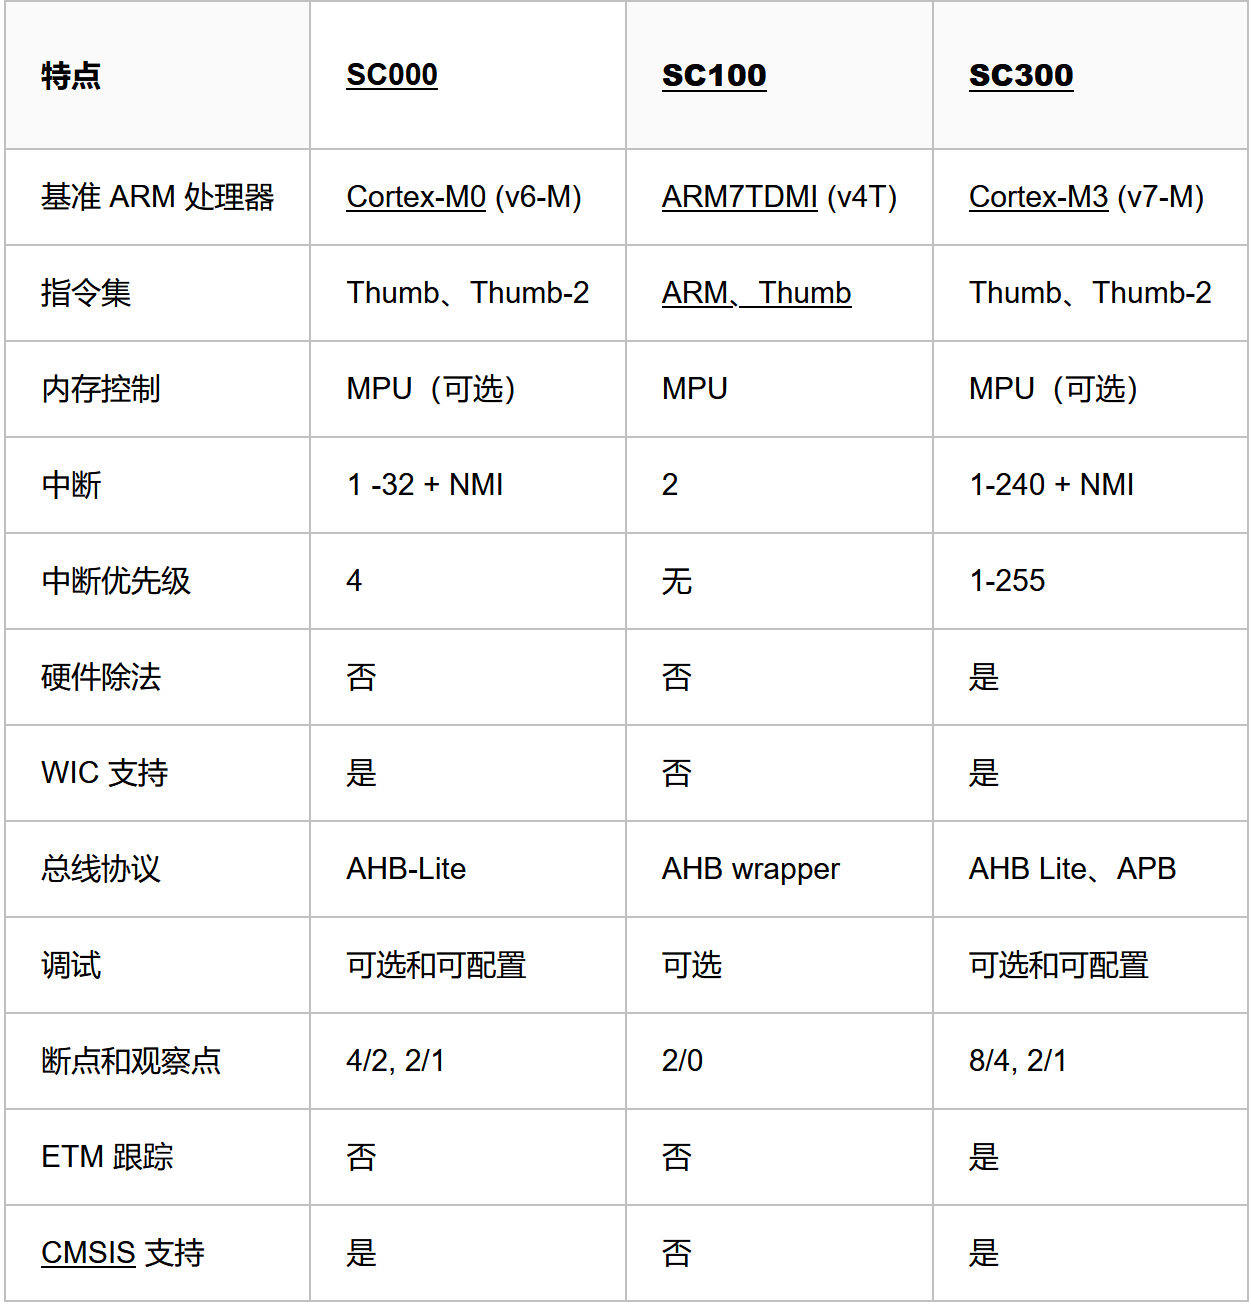 特点 SC000 SC100 SC300
基准 ARM 处理器 Cortex-M0 (v6-M) ARM7TDMI (v4T) Cortex-M3 (v7-M)
指令集 Thumb、Thumb-2 ARM、Thumb Thumb、Thumb-2
内存控制 MPU（可选） MPU MPU（可选）
中断 1 -32 + NMI 2 1-240 + NMI
中断优先级 4 无 1-255
硬件除法 否 否 是
WIC 支持 是 否 是
总线协议 AHB-Lite AHB wrapper AHB Lite、APB
调试 可选和可配置 可选 可选和可配置
断点和观察点 4/2, 2/1 2/0 8/4, 2/1
ETM 跟踪 否 否 是
CMSIS 支持 是 否 是